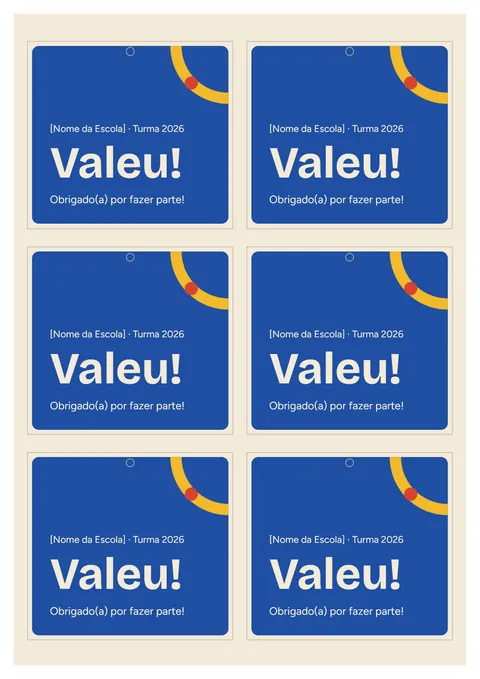 [Nome da Escola] · Turma 2026
Valeu!
Obrigado(a) por fazer parte!
[Nome da Escola] · Turma 2026
Valeu!
Obrigado(a) por fazer parte!
[Nome da Escola] · Turma 2026
Valeu!
Obrigado(a) por fazer parte!
[Nome da Escola] · Turma 2026
Valeu!
Obrigado(a) por fazer parte!
[Nome da Escola] · Turma 2026
Valeu!
Obrigado(a) por fazer parte!
[Nome da Escola] · Turma 2026
Valeu!
Obrigado(a) por fazer parte!